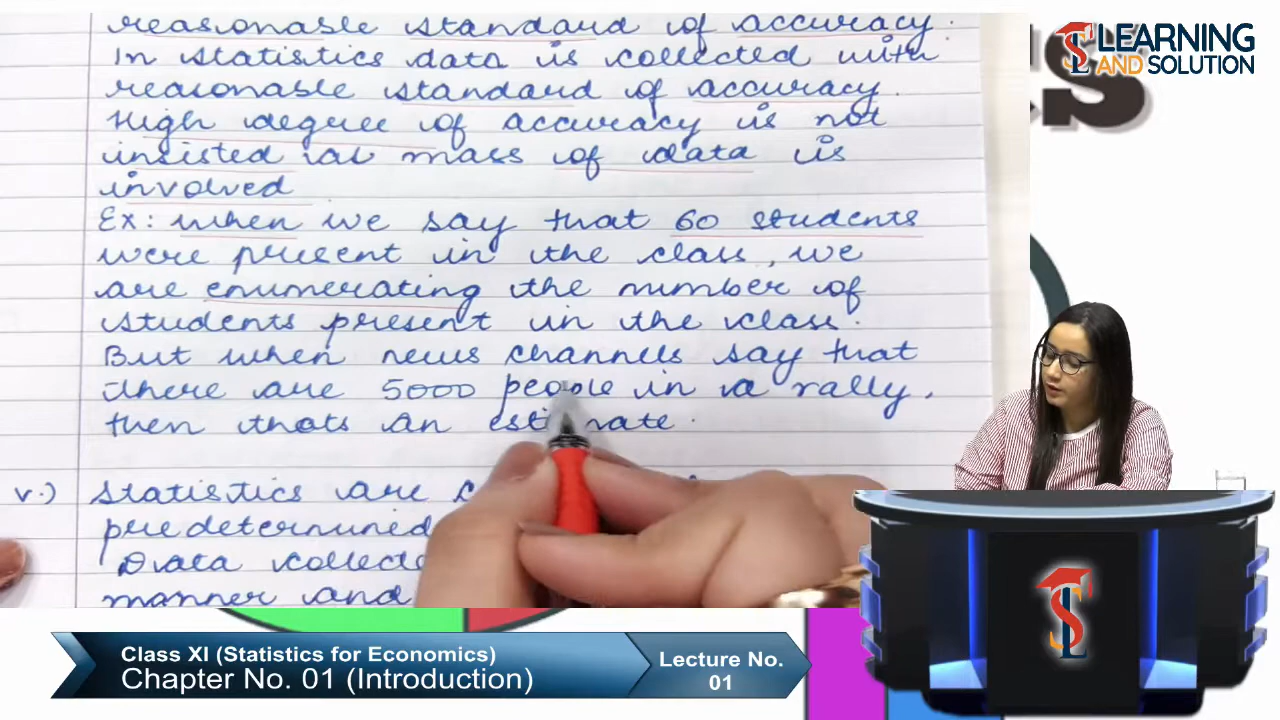 reasonable standard of accuracy.
In statistics data is collected with
reasonable standard of accuracy.
High degree of accuracy is not
insisted as mass of data is
involved
Ex: when we say that 60 students
were present in the class, we
are enumerating the number of
students present in the class.
But when news channels say that
there are 5000 people in a rally,
then thats an estimate.
v.) Statistics are
predetermined
Data collecte
manner and
LEARNING
AND SOLUTION
Class XI (Statistics for Economics)
Chapter No. 01 (Introduction)
Lecture No.
01